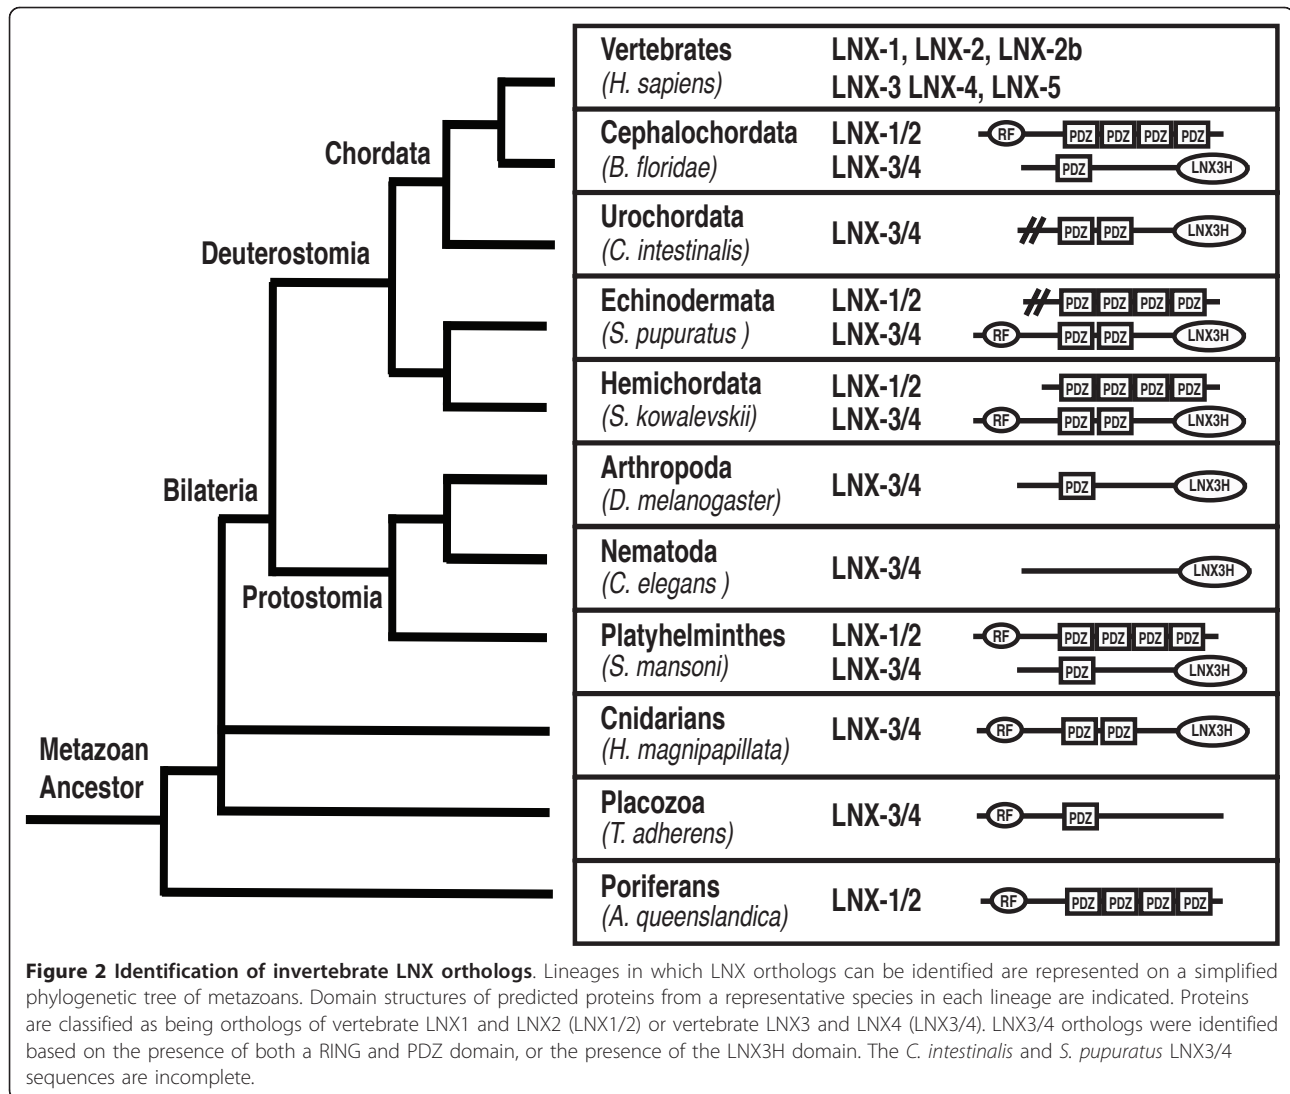 Vertebrates LNX-1, LNX-2, LNX-2b
(H. sapiens) LNX-3 LNX-4, LNX-5
Cephalochordata LNX-1/2 RF PDZ PDZ PDZ PDZ
Chordata
(B. floridae) LNX-3/4 PDZ LNX3H
Urochordata
LNX-3/4 PDZ PDZ LNX3H
(C. intestinalis)
Deuterostomia
Echinodermata LNX-1/2 PDZ PDZ PDZ PDZ
(S. pupuratus ) LNX-3/4 RF PDZ PDZ LNX3H
Hemichordata LNX-1/2 PDZ PDZ PDZ PDZ
(S. kowalevskii) LNX-3/4 RF PDZ PDZ LNX3H
Arthropoda
LNX-3/4 PDZ LNX3H
Bilateria
(D. melanogaster)
Nematoda
LNX-3/4 LNX3H
(C. elegans )
Protostomia
Platyhelminthes LNX-1/2 RF PDZ PDZ PDZ PDZ
(S. mansoni) LNX-3/4 PDZ LNX3H
Cnidarians
LNX-3/4 RF PDZ PDZ LNX3H
(H. magnipapillata)
Metazoan
Ancestor
Placozoa
LNX-3/4 RF PDZ
(T. adherens)
Poriferans
LNX-1/2 RF PDZ PDZ PDZ PDZ
(A. queenslandica)
Figure 2 Identification of invertebrate LNX orthologs. Lineages in which LNX orthologs can be identified are represented on a simplified
phylogenetic tree of metazoans. Domain structures of predicted proteins from a representative species in each lineage are indicated. Proteins
are classified as being orthologs of vertebrate LNX1 and LNX2 (LNX1/2) or vertebrate LNX3 and LNX4 (LNX3/4). LNX3/4 orthologs were identified
based on the presence of both a RING and PDZ domain, or the presence of the LNX3H domain. The C. intestinalis and S. pupuratus LNX3/4
sequences are incomplete.